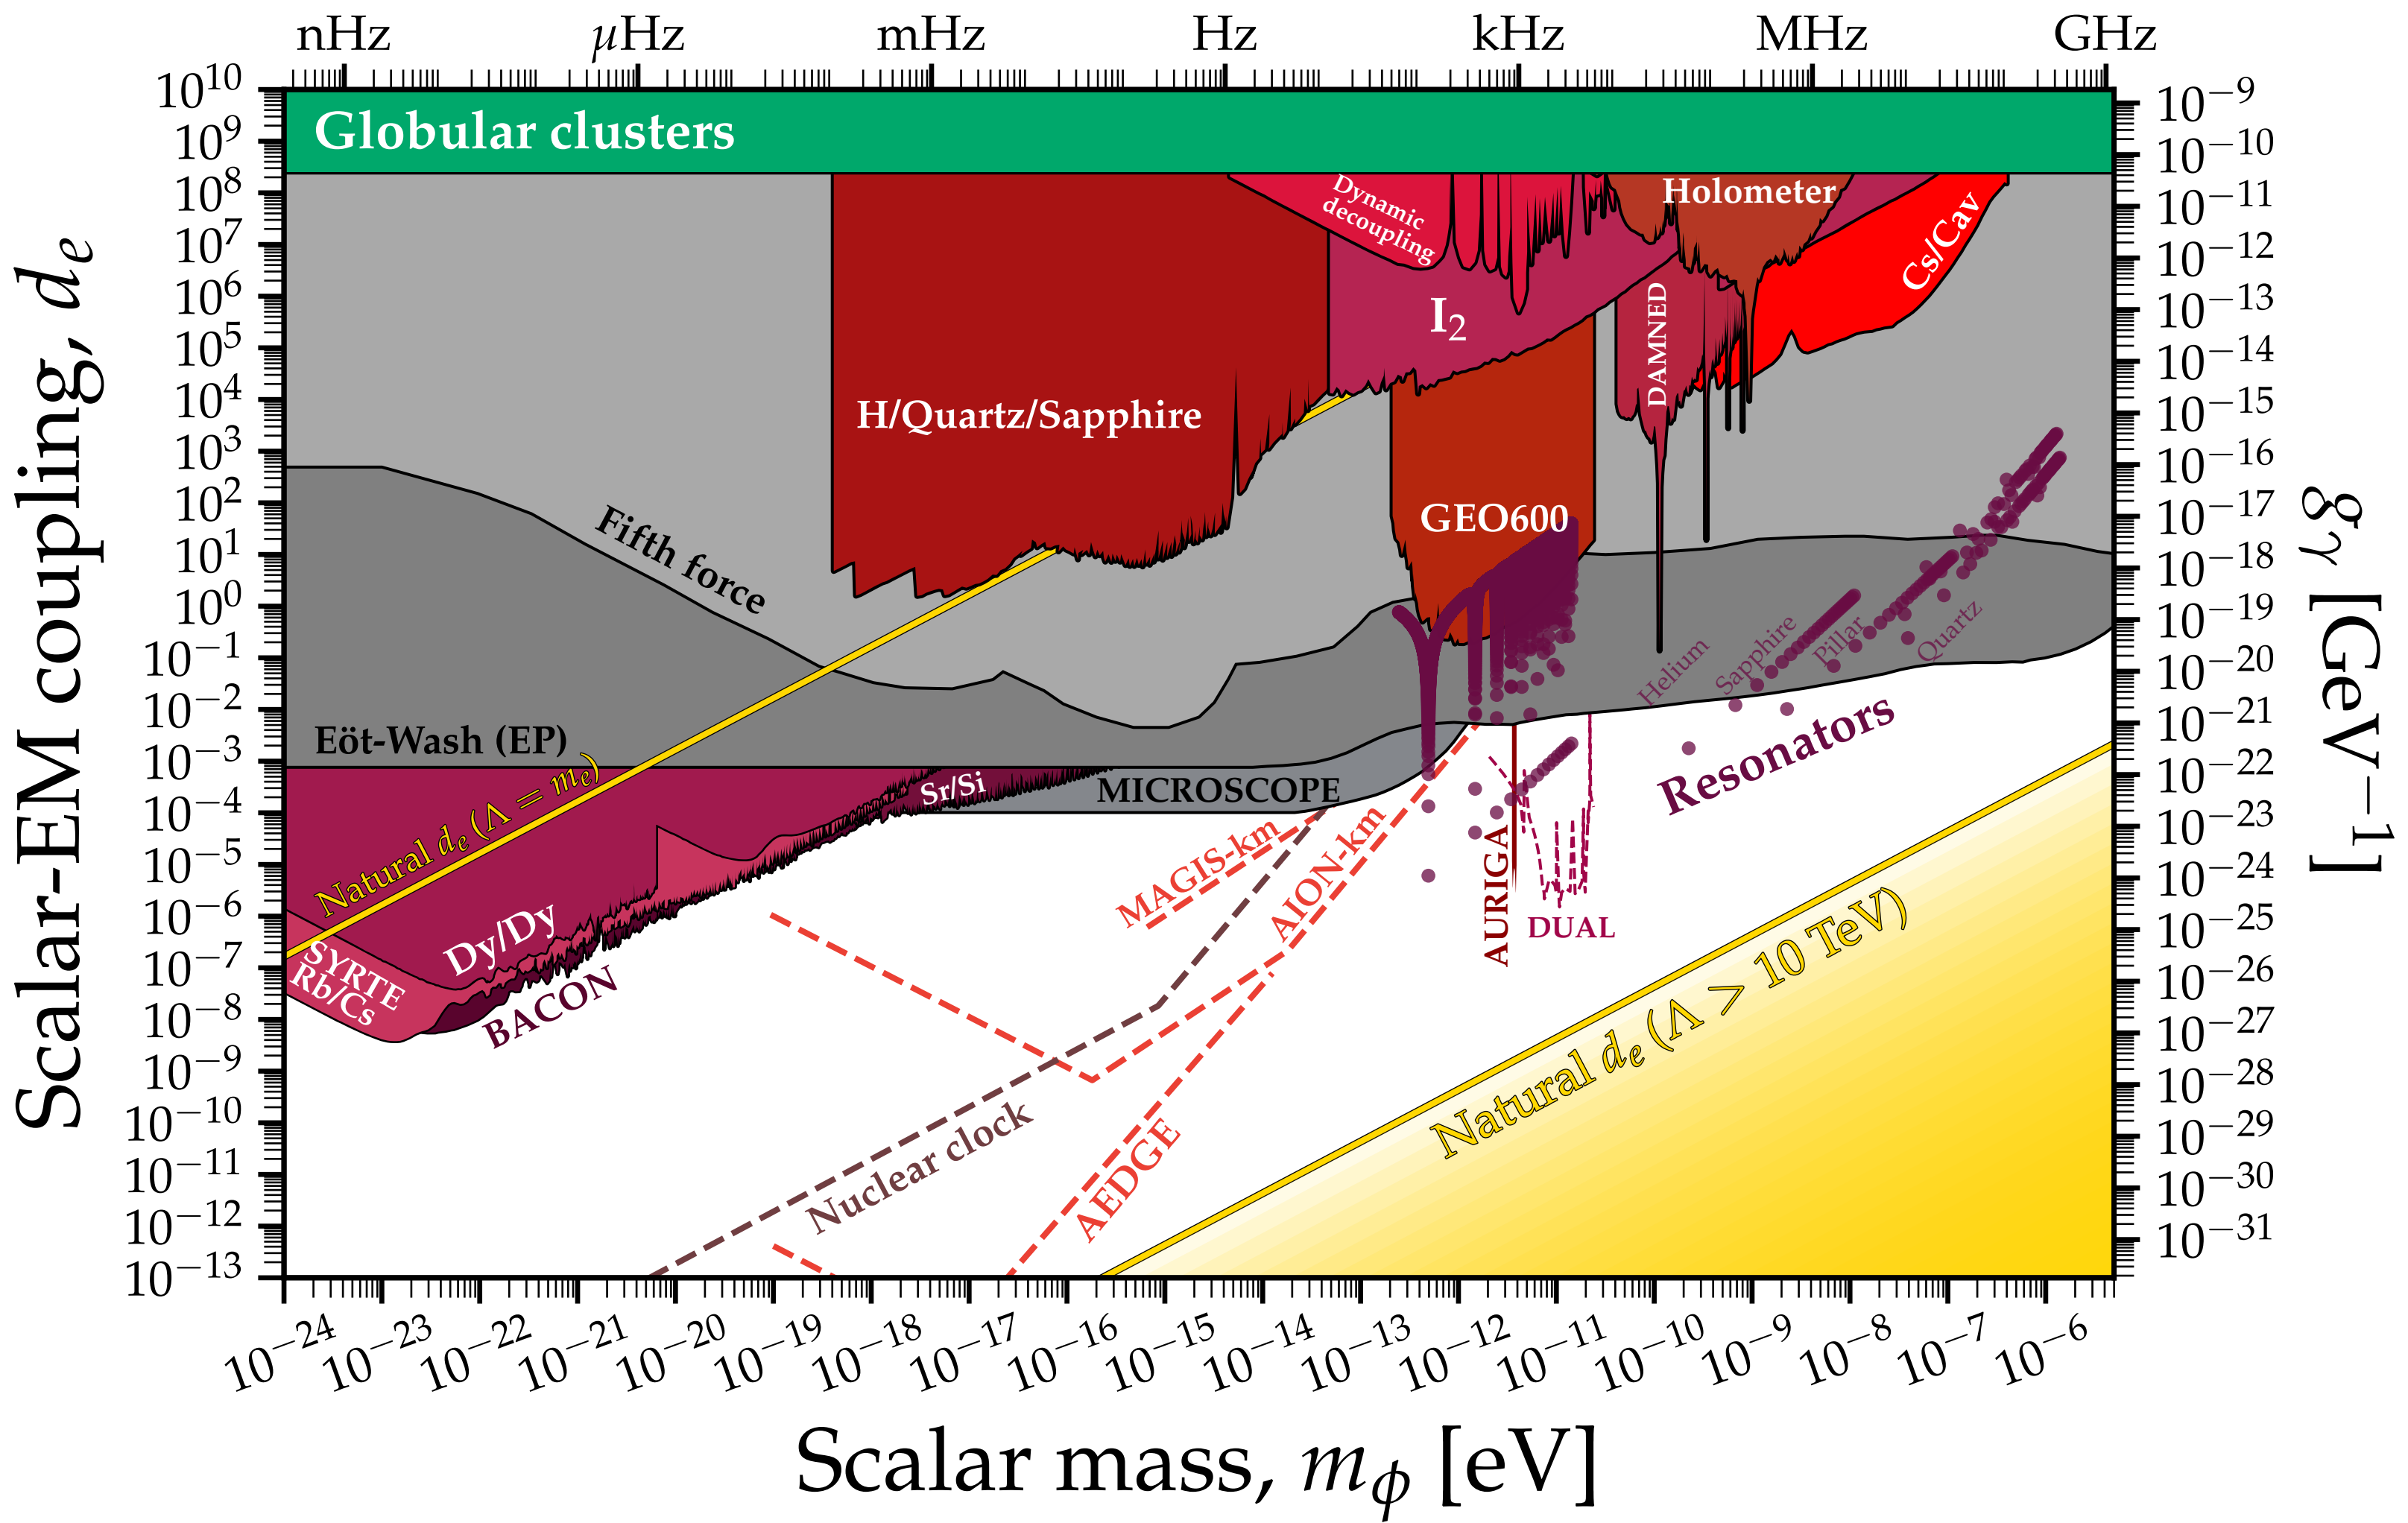 nHz μHz mHz Hz kHz MHz GHz
Scalar-EM coupling, d_e
10^10
10^9
10^8
10^7
10^6
10^5
10^4
10^3
10^2
10^1
10^0
10^−1
10^−2
10^−3
10^−4
10^−5
10^−6
10^−7
10^−8
10^−9
10^−10
10^−11
10^−12
10^−13
Globular clusters
Dynamic
decoupling
Holometer
Cs/Cav
I_2
DAMNED
H/Quartz/Sapphire
GEO600
Fifth force
Helium
Sapphire
Pillar
Quartz
Resonators
Eöt-Wash (EP)
Natural d_e (Λ = m_e)
Sr/Si
MICROSCOPE
MAGIS-km
AION-km
AURIGA
DUAL
Dy/Dy
SYRTE
Rb/Cs
BACON
Nuclear clock
AEDGE
Natural d_e (Λ > 10 TeV)
10^−9
10^−10
10^−11
10^−12
10^−13
10^−14
10^−15
10^−16
10^−17
10^−18
10^−19
10^−20
10^−21
10^−22
10^−23
10^−24
10^−25
10^−26
10^−27
10^−28
10^−29
10^−30
10^−31
g_γ [GeV^−1]
10^−24 10^−23 10^−22 10^−21 10^−20 10^−19 10^−18 10^−17 10^−16 10^−15 10^−14 10^−13 10^−12 10^−11 10^−10 10^−9 10^−8 10^−7 10^−6
Scalar mass, m_ϕ [eV]